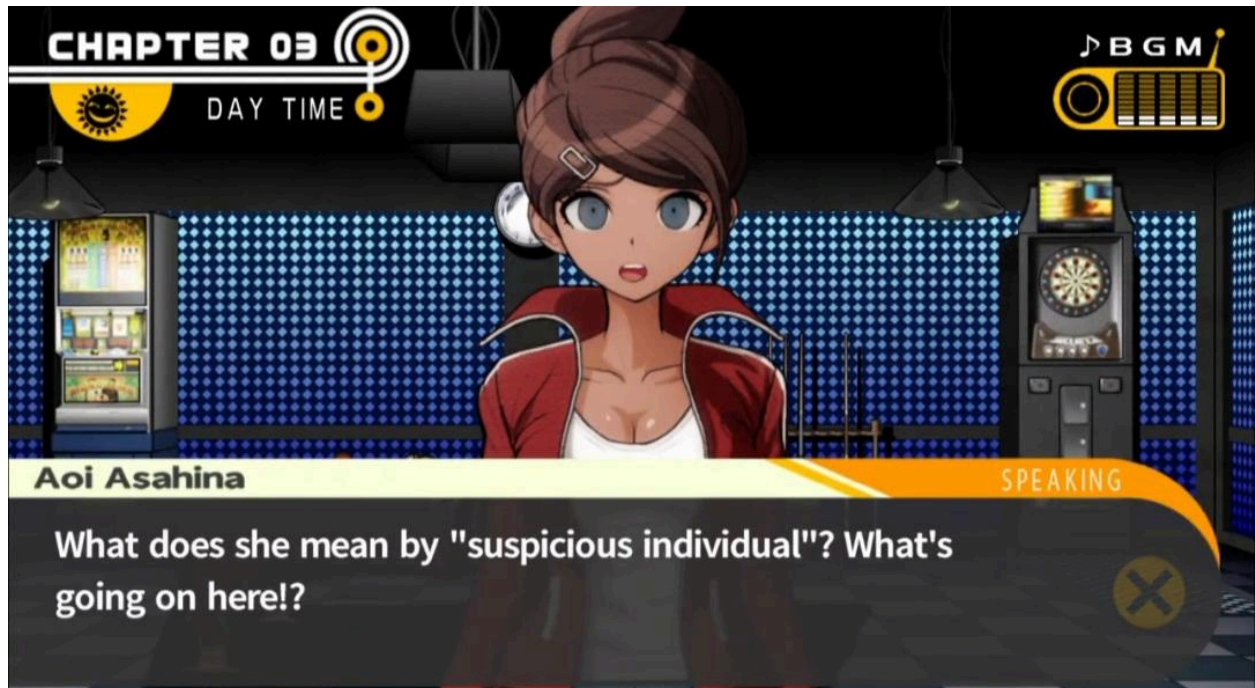 CHAPTER 03
♪BGM
DAY TIME
Aoi Asahina
SPEAKING
What does she mean by "suspicious individual"? What's
going on here!?